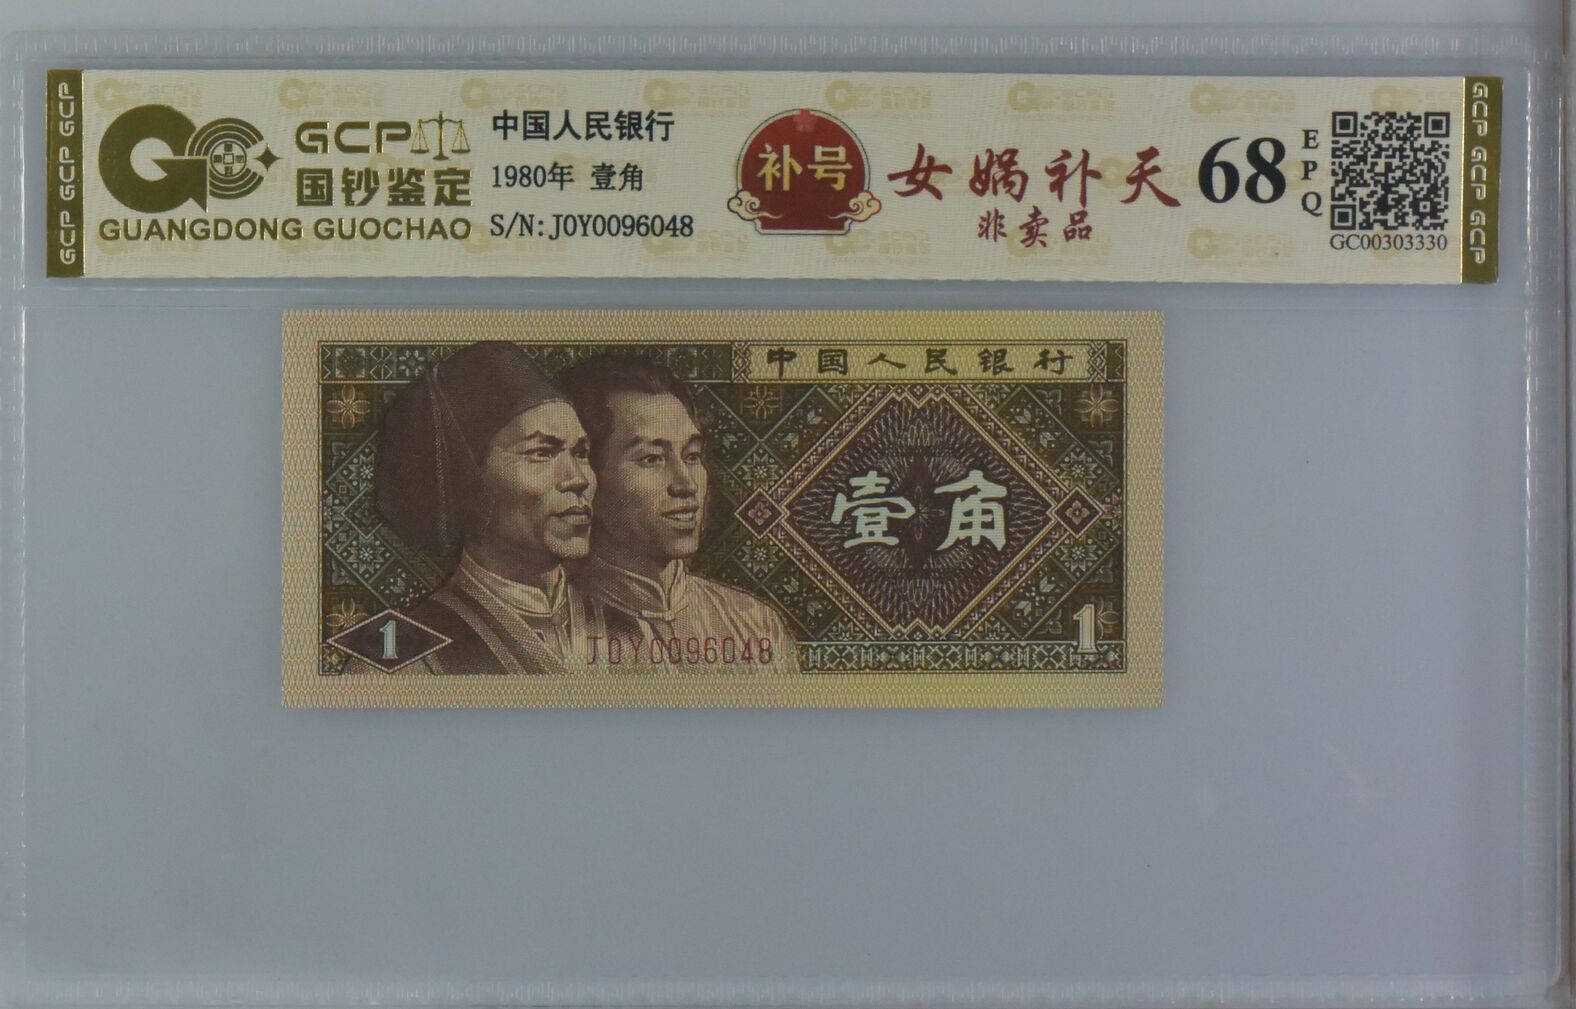 GCP GCP GCP
GCP
国钞鉴定
GUANGDONG GUOCHAO
中国人民银行
1980年 壹角
S/N: J0Y0096048
补号
女娲补天
非卖品
68
EPQ
GC00303330
GCP GCP GCP
中国人民银行
壹角
1
J0Y0096048
1